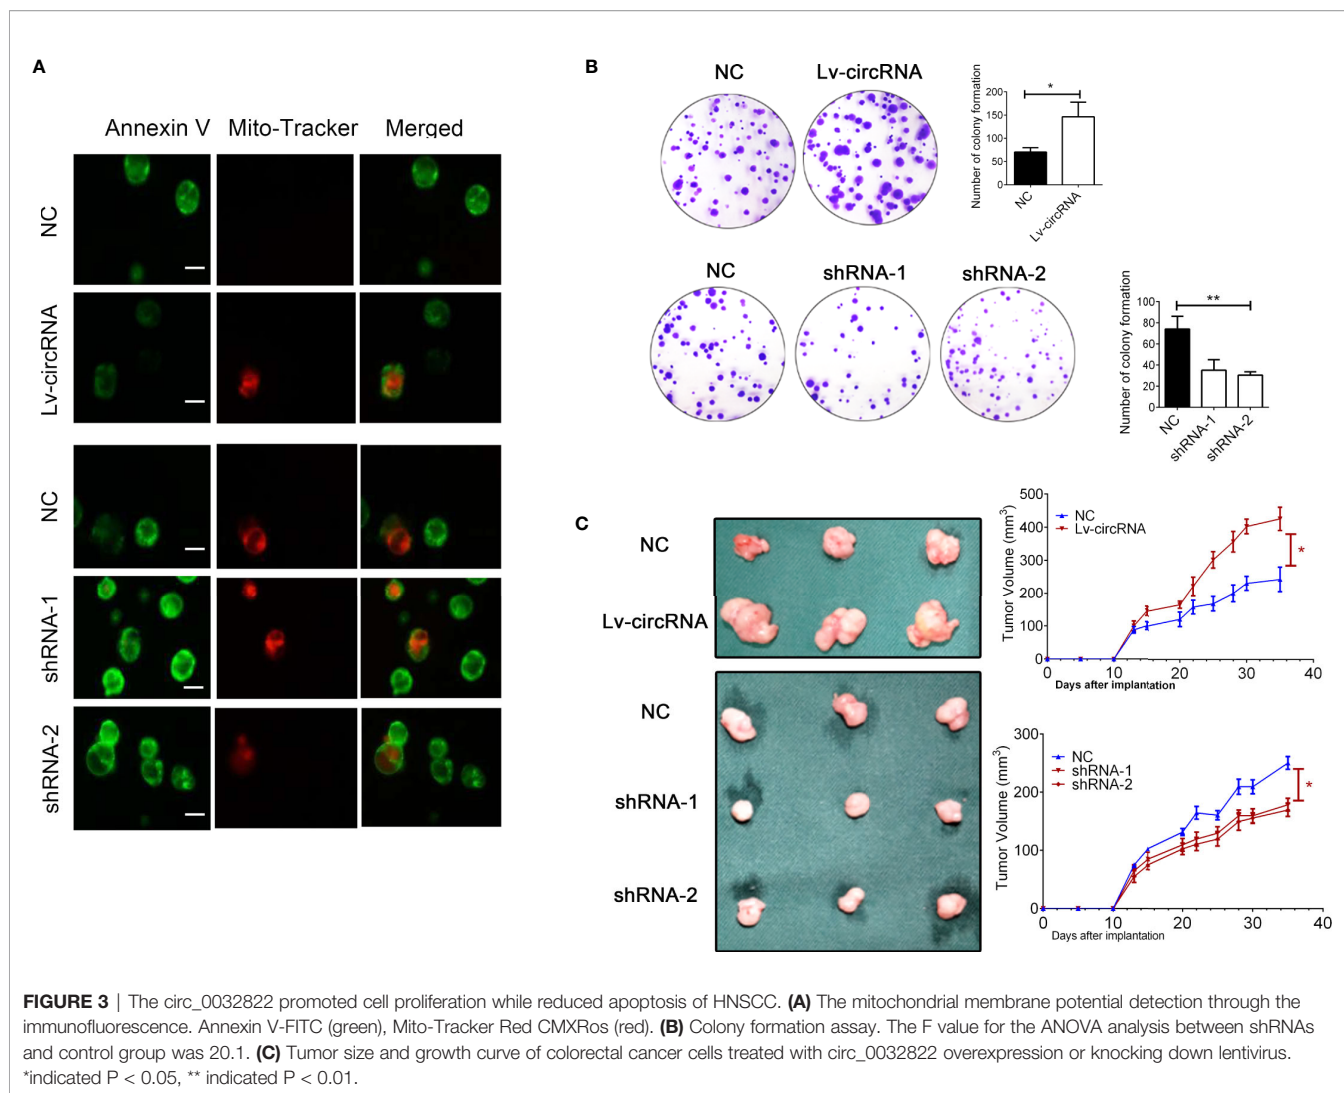 A
Annexin V Mito-Tracker Merged
NC
Lv-circRNA
NC
shRNA-1
shRNA-2
B
NC Lv-circRNA
Number of colony formation
200
150
100
50
0
*
NC
Lv-circRNA
NC shRNA-1 shRNA-2
Number of colony formation
100
80
60
40
20
0
**
NC
shRNA-1
shRNA-2
C
NC
Lv-circRNA
NC
shRNA-1
shRNA-2
Tumor Volume (mm3)
500
400
300
200
100
0
NC
Lv-circRNA
*
0 10 20 30 40
Days after implantation
Tumor Volume (mm3)
300
200
100
0
NC
shRNA-1
shRNA-2
*
0 10 20 30 40
Days after implantation
FIGURE 3 | The circ_0032822 promoted cell proliferation while reduced apoptosis of HNSCC. (A) The mitochondrial membrane potential detection through the
immunofluorescence. Annexin V-FITC (green), Mito-Tracker Red CMXRos (red). (B) Colony formation assay. The F value for the ANOVA analysis between shRNAs
and control group was 20.1. (C) Tumor size and growth curve of colorectal cancer cells treated with circ_0032822 overexpression or knocking down lentivirus.
*indicated P < 0.05, ** indicated P < 0.01.